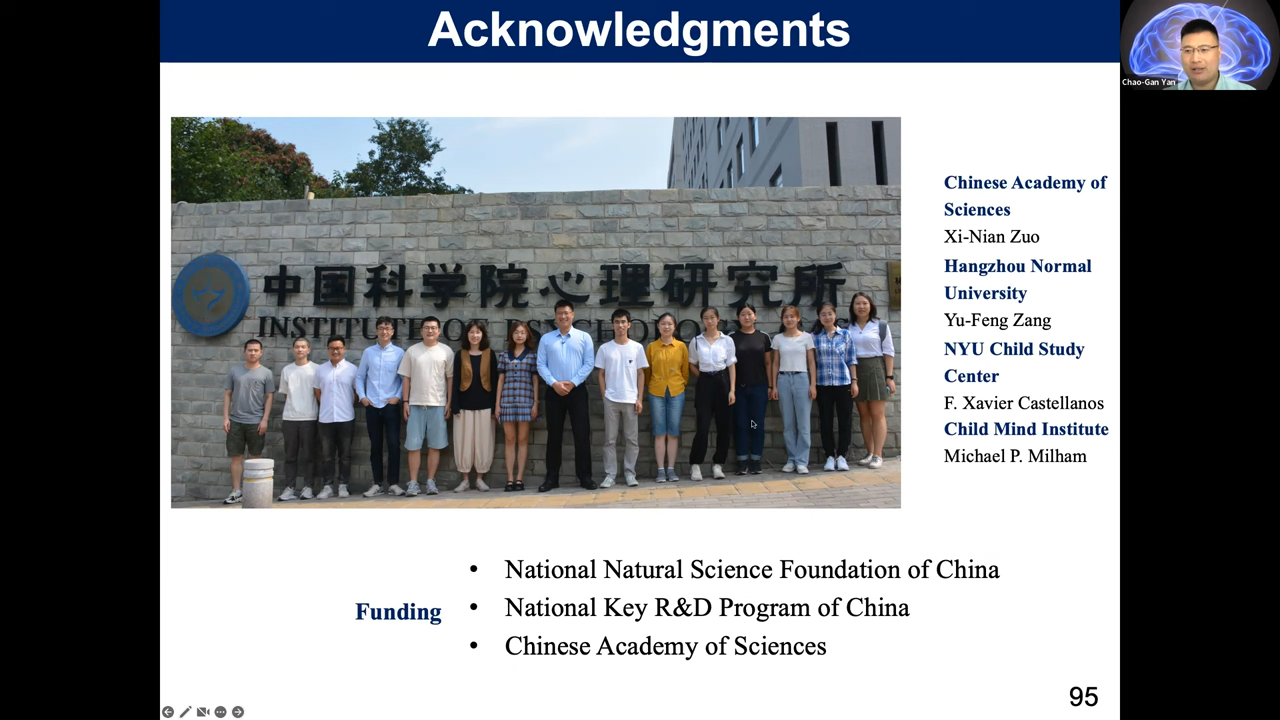 Acknowledgments
Chao-Gan Yan
中国科学院心理研究所
INSTITUTE OF
Chinese Academy of
Sciences
Xi-Nian Zuo
Hangzhou Normal
University
Yu-Feng Zang
NYU Child Study
Center
F. Xavier Castellanos
Child Mind Institute
Michael P. Milham
Funding
• National Natural Science Foundation of China
• National Key R&D Program of China
• Chinese Academy of Sciences
95